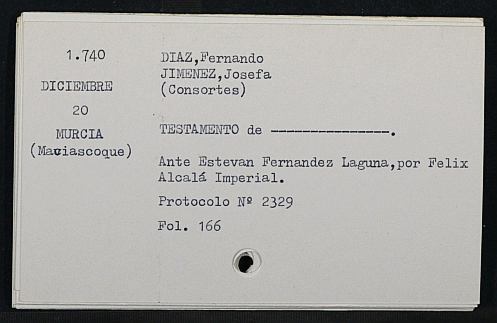 1.740
DICIEMBRE
20
MURCIA
(Maciascoque)
DIAZ,Fernando
JIMENEZ,Josefa
(Consortes)
TESTAMENTO de ---------------.
Ante Estevan Fernandez Laguna,por Felix
Alcalá Imperial.
Protocolo Nº 2329
Fol. 166